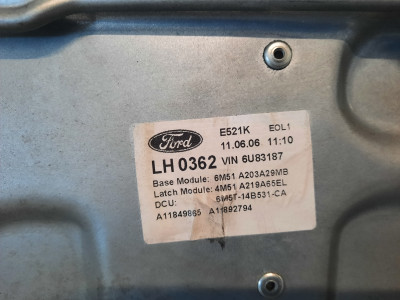 Ford E521K EOL1
11.06.06 11:10
LH 0362 VIN 6U83187
Base Module: 6M51 A203A29MB
Latch Module: 4M51 A219A65EL
DCU: 6M5T-14B531-CA
A11849865 A11892794